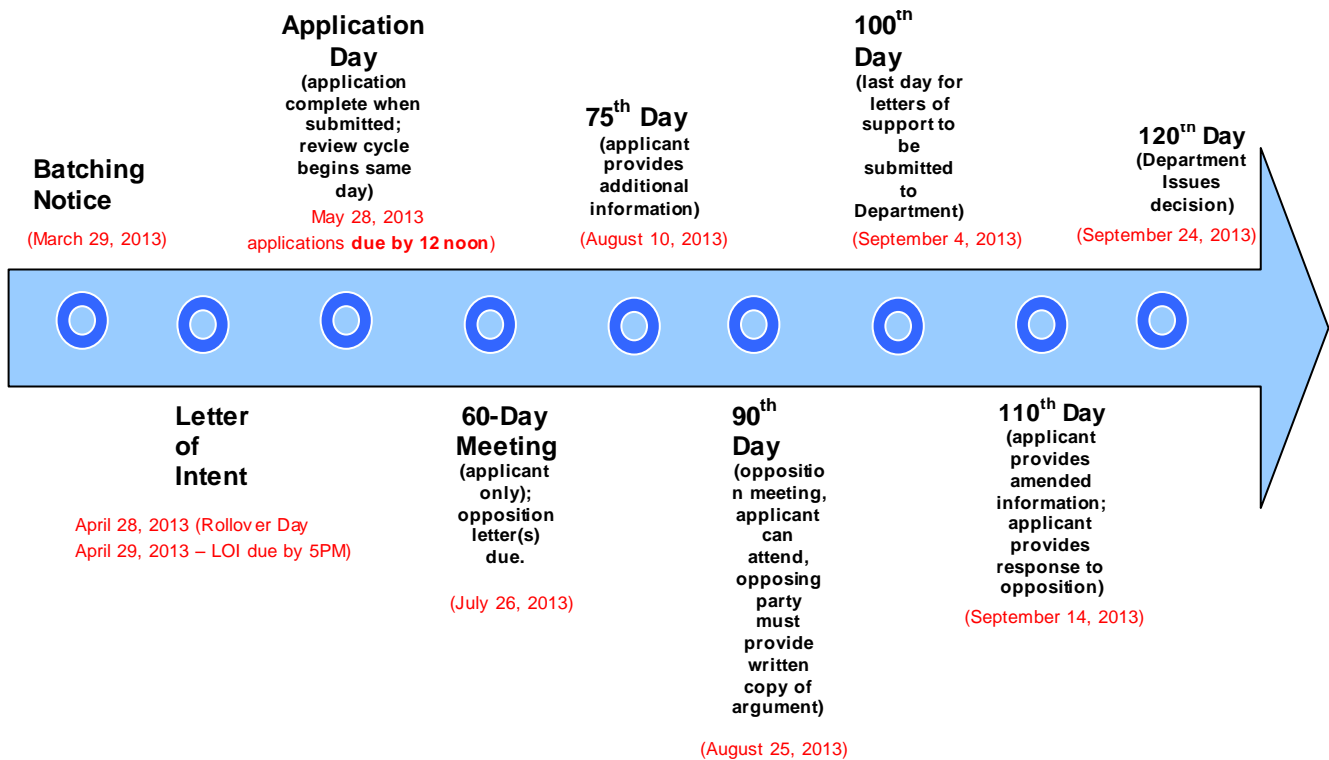 Batching
Notice
(March 29, 2013)
Letter
of
Intent
April 28, 2013 (Rollover Day
April 29, 2013 – LOI due by 5PM)
Application
Day
(application
complete when
submitted;
review cycle
begins same
day)
May 28, 2013
applications due by 12 noon)
60-Day
Meeting
(applicant
only);
opposition
letter(s)
due.
(July 26, 2013)
75th Day
(applicant
provides
additional
information)
(August 10, 2013)
90th
Day
(oppositio
n meeting,
applicant
can
attend,
opposing
party
must
provide
written
copy of
argument)
(August 25, 2013)
100th
Day
(last day for
letters of
support to
be
submitted
to
Department)
(September 4, 2013)
110th Day
(applicant
provides
amended
information;
applicant
provides
response to
opposition)
(September 14, 2013)
120th Day
(Department
Issues
decision)
(September 24, 2013)